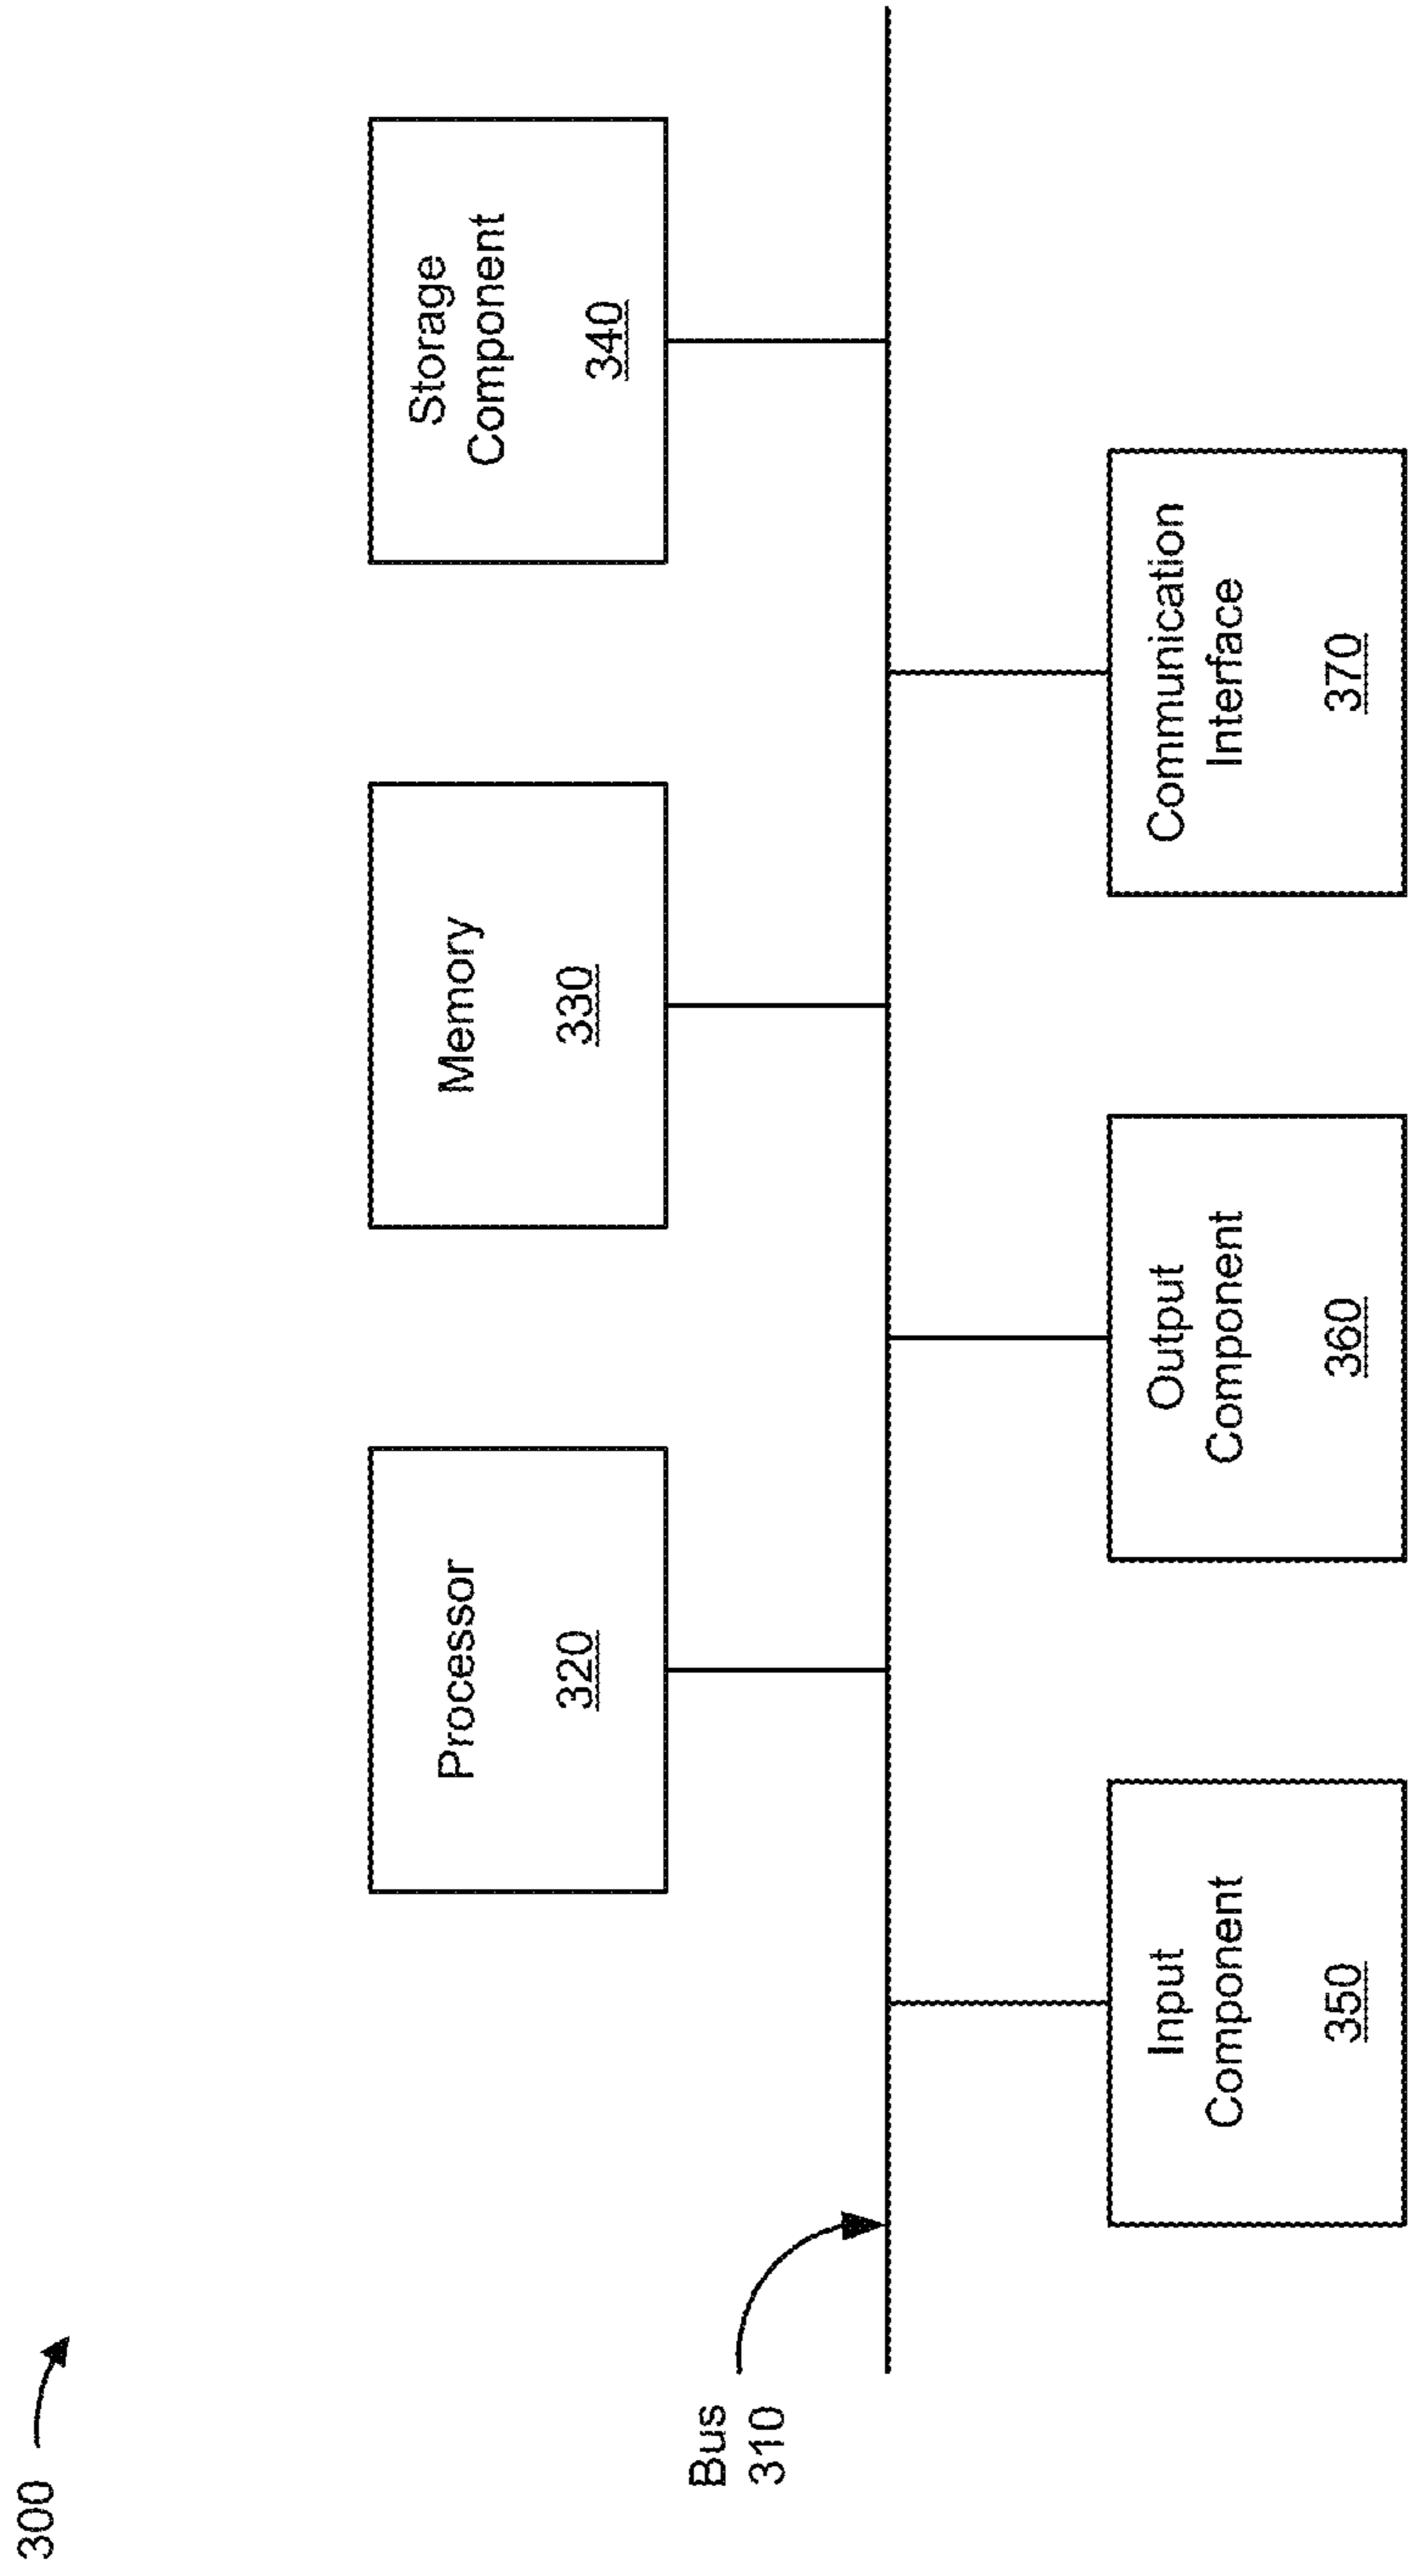 300
Processor
320
Memory
330
Storage
Component
340
Bus
310
Input
Component
350
Output
Component
360
Communication
Interface
370